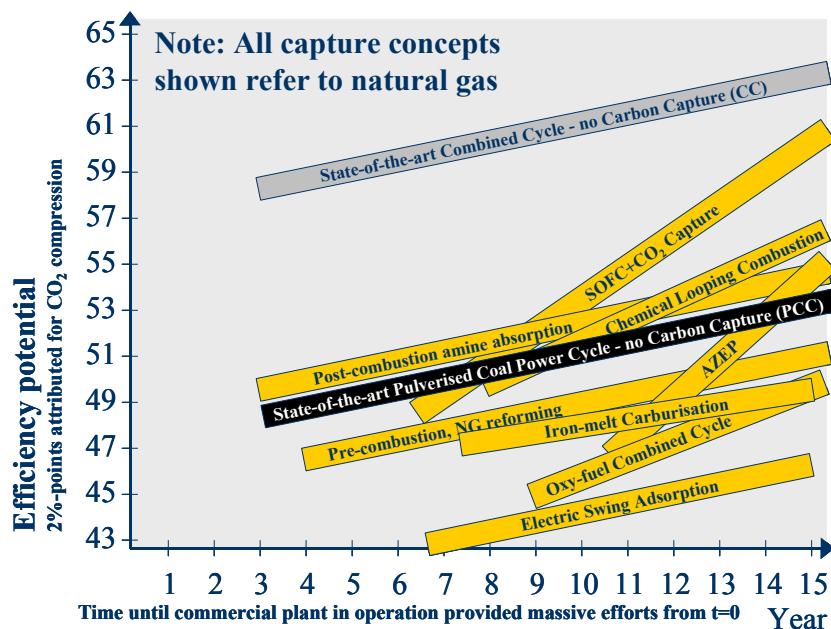 65
63
61
59
57
55
53
51
49
47
45
43
Efficiency potential
2%-points attributed for CO₂ compression
Note: All capture concepts
shown refer to natural gas
State-of-the-art Combined Cycle - no Carbon Capture (CC)
SOFC+CO₂ Capture
Chemical Looping Combustion
Post-combustion amine absorption
State-of-the-art Pulverised Coal Power Cycle - no Carbon Capture (PCC)
AZEP
Pre-combustion, NG reforming
Iron-melt Carburisation
Oxy-fuel Combined Cycle
Electric Swing Adsorption
1 2 3 4 5 6 7 8 9 10 11 12 13 14 15
Time until commercial plant in operation provided massive efforts from t=0
Year